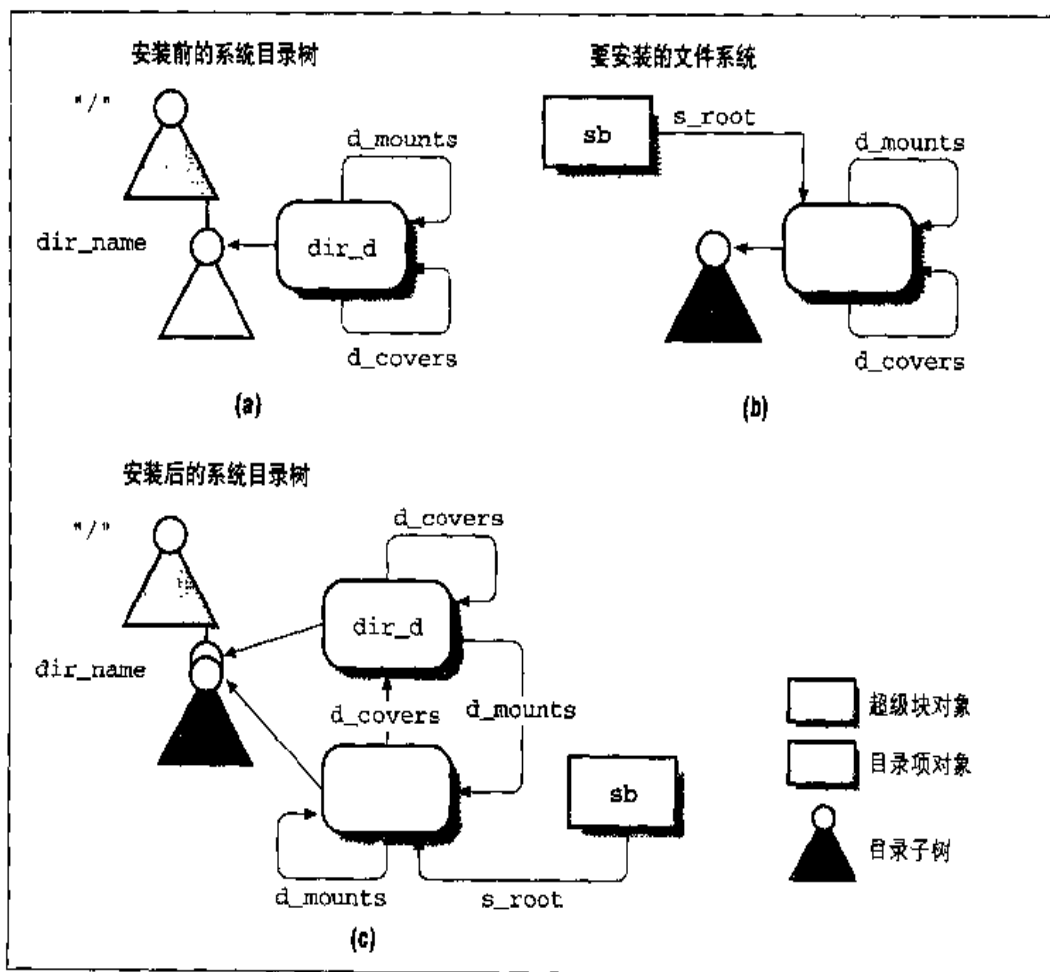 安装前的系统目录树
"/"
d_mounts
dir_name
dir_d
d_covers
(a)
要安装的文件系统
sb
s_root
d_mounts
d_covers
(b)
安装后的系统目录树
"/"
d_covers
dir_d
dir_name
d_covers
d_mounts
sb
d_mounts
s_root
(c)
超级块对象
目录项对象
目录子树